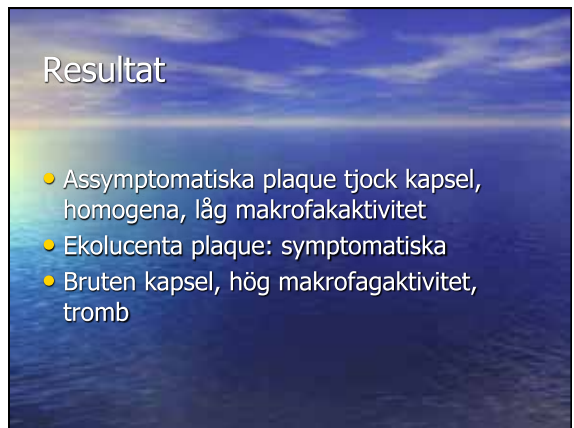 Resultat
• Assymptomatiska plaque tjock kapsel,
homogena, låg makrofakaktivitet
• Ekolucenta plaque: symptomatiska
• Bruten kapsel, hög makrofagaktivitet,
tromb